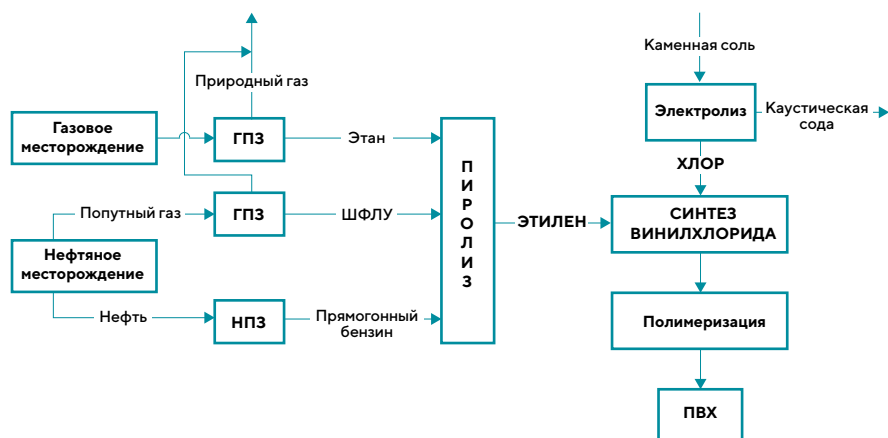 Каменная соль
Природный газ
Газовое
месторождение
ГПЗ
Этан
Электролиз
Каустическая
сода
ХЛОР
Попутный газ
ГПЗ
ШФЛУ
ПИРОЛИЗ
ЭТИЛЕН
СИНТЕЗ
ВИНИЛХЛОРИДА
Нефтяное
месторождение
Нефть
НПЗ
Прямогонный
бензин
Полимеризация
ПВХ